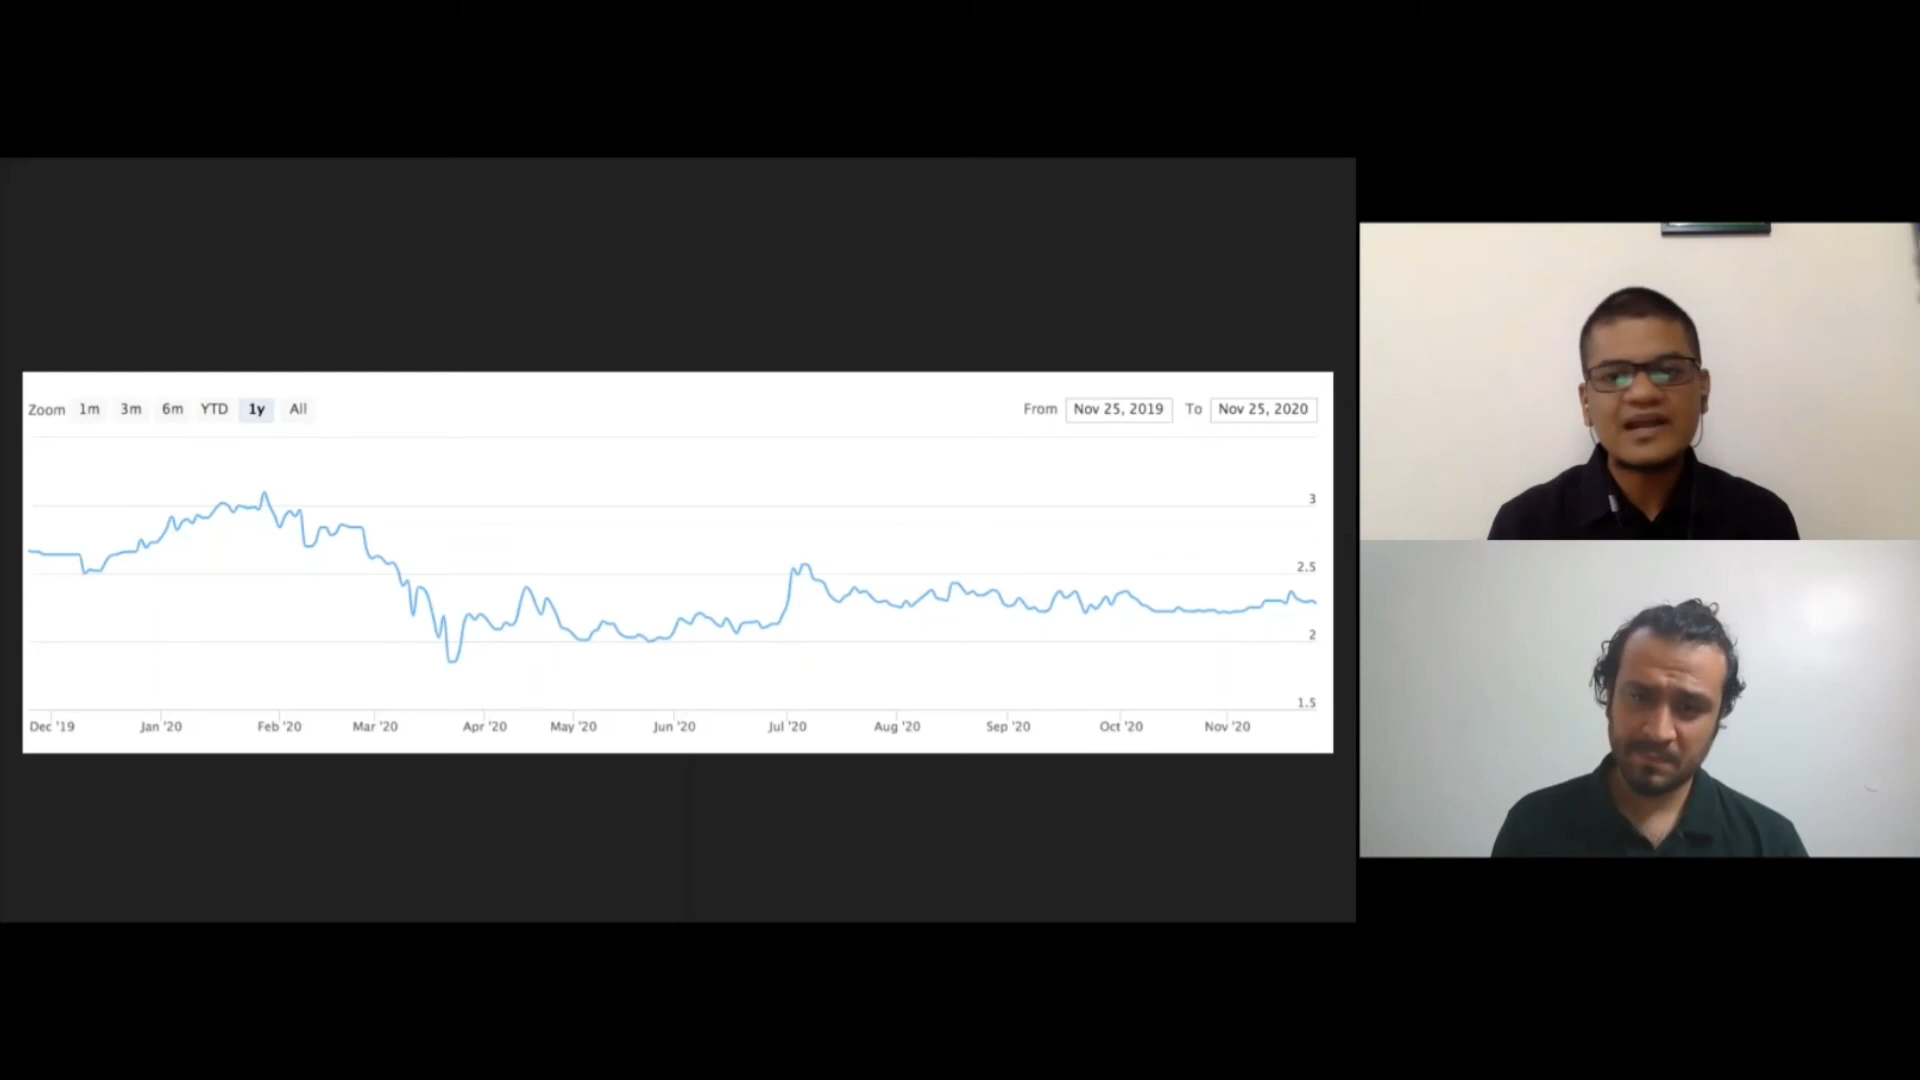 Zoom 1m 3m 6m YTD 1y All From Nov 25, 2019 To Nov 25, 2020
3
2.5
2
1.5
Dec '19 Jan '20 Feb '20 Mar '20 Apr '20 May '20 Jun '20 Jul '20 Aug '20 Sep '20 Oct '20 Nov '20